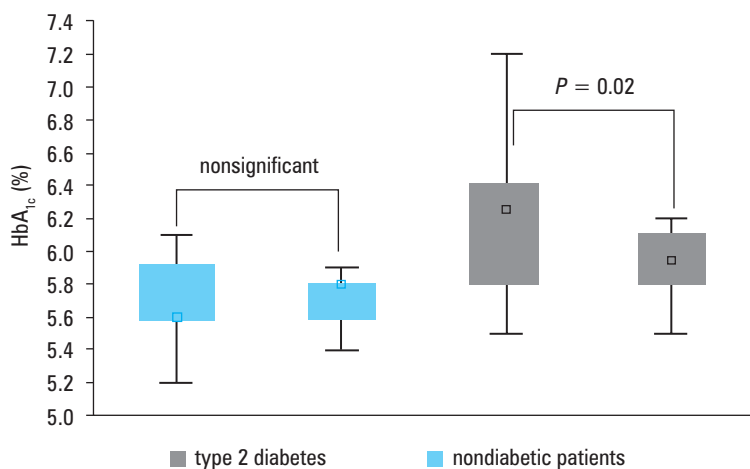 7.4
7.2
7.0
6.8
6.6
6.4
6.2
6.0
5.8
5.6
5.4
5.2
5.0
HbA1c (%)
nonsignificant
P = 0.02
type 2 diabetes
nondiabetic patients